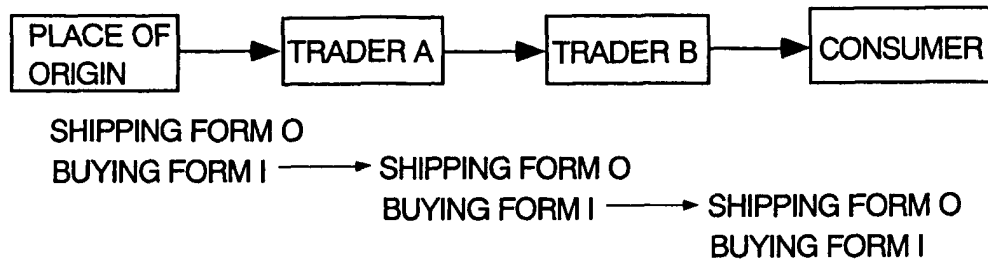 PLACE OF
ORIGIN
TRADER A
TRADER B
CONSUMER
SHIPPING FORM O
BUYING FORM I
SHIPPING FORM O
BUYING FORM I
SHIPPING FORM O
BUYING FORM I